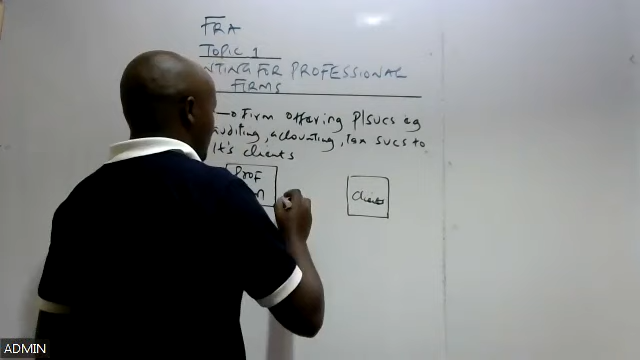 FRA
TOPIC 1
NTING FOR PROFESSIONAL
FIRMS
Firm offering P/svcs eg
auditing, accounting, tax svcs to
it's clients
PROF
Clients
ADMIN